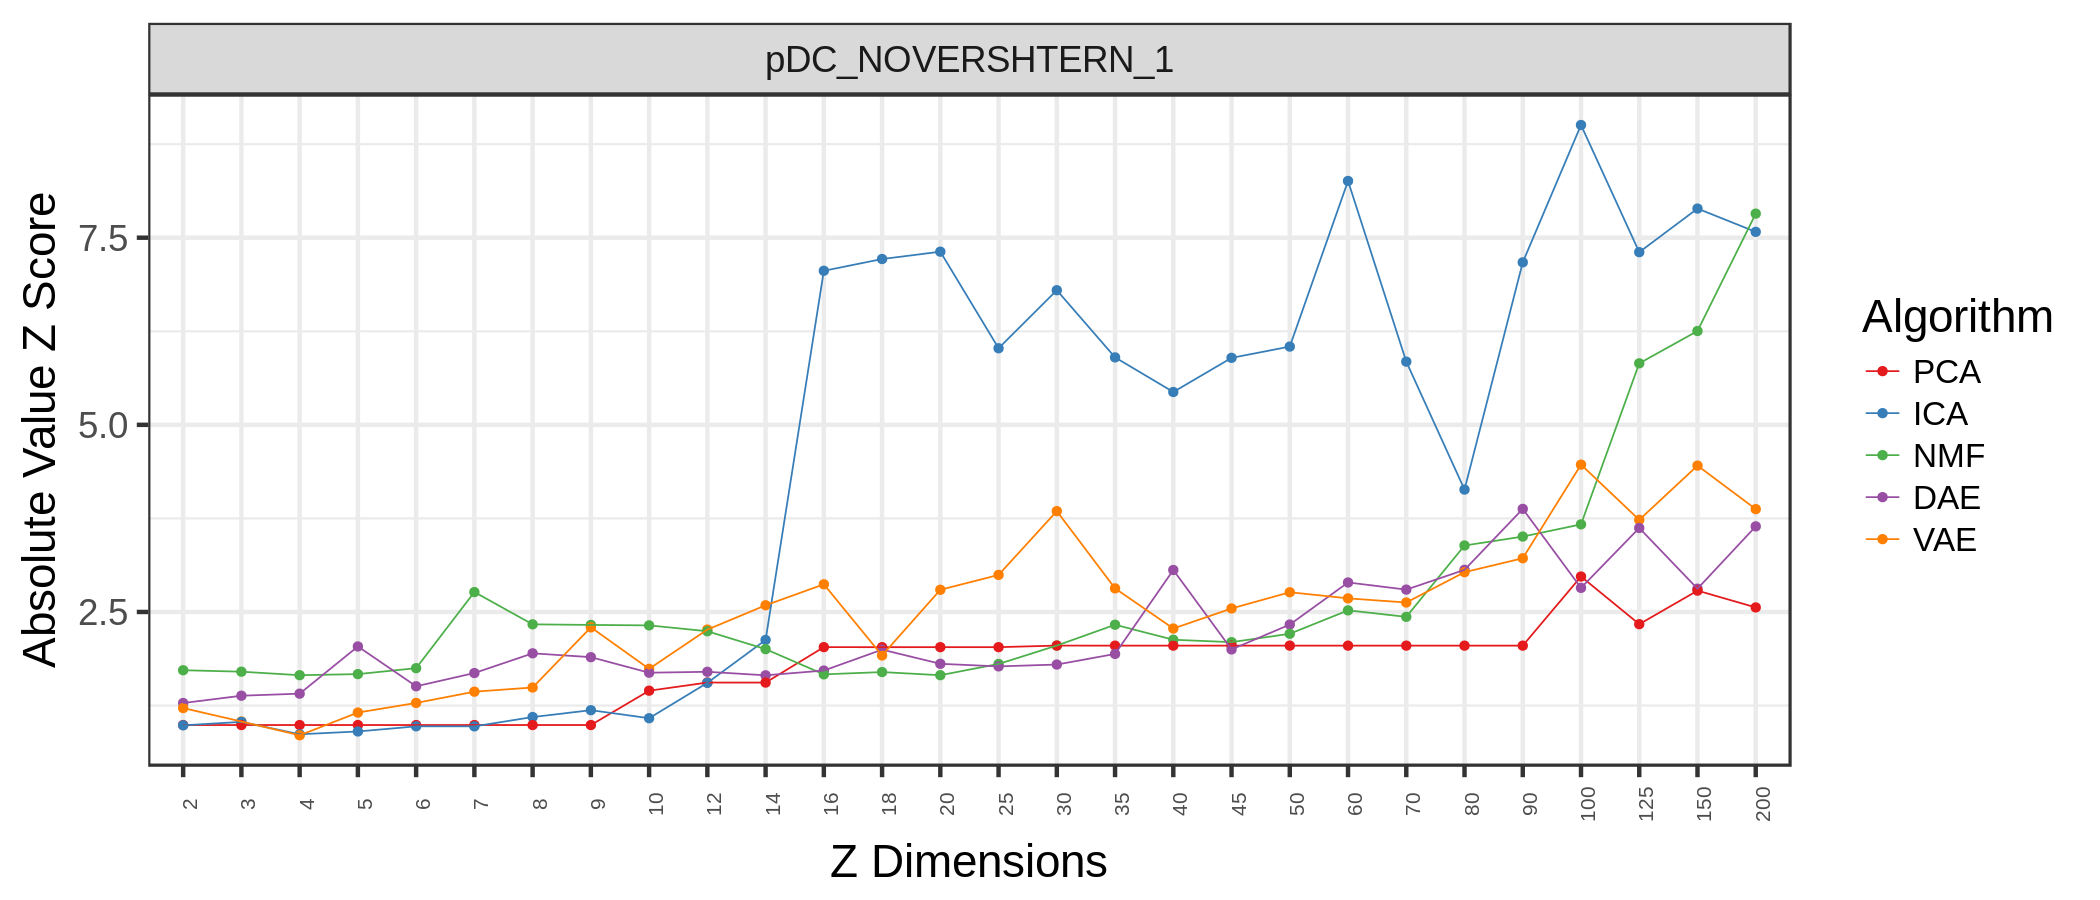 pDC_NOVERSHTERN_1
Absolute Value Z Score
7.5
5.0
2.5
2 3 4 5 6 7 8 9 10 12 14 16 18 20 25 30 35 40 45 50 60 70 80 90 100 125 150 200
Z Dimensions
Algorithm
PCA
ICA
NMF
DAE
VAE